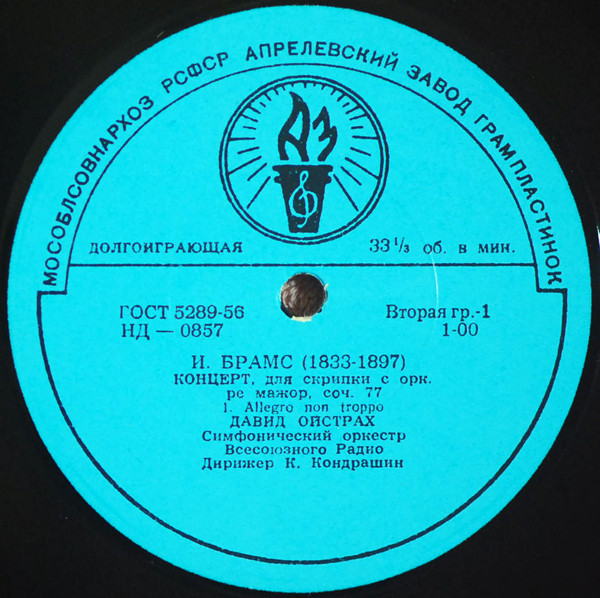 МОСОБЛСОВНАРХОЗ РСФСР АПРЕЛЕВСКИЙ ЗАВОД ГРАМПЛАСТИНОК
АЗ
ДОЛГОИГРАЮЩАЯ 33 1/3 об. в мин.
ГОСТ 5289-56 Вторая гр.-1
НД — 0857 1-00
И. БРАМС (1833-1897)
КОНЦЕРТ, для скрипки с орк.
ре мажор, соч. 77
1. Allegro non troppo
ДАВИД ОЙСТРАХ
Симфонический оркестр
Всесоюзного Радио
Дирижер К. Кондрашин